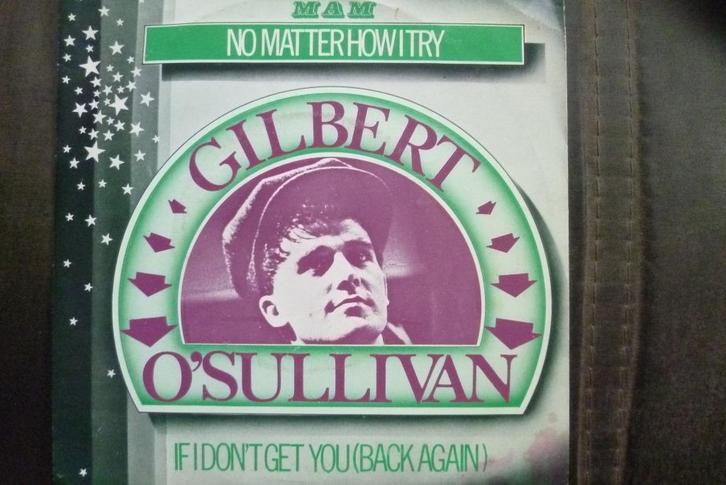 MAM
NO MATTER HOW I TRY
GILBERT
O'SULLIVAN
IF I DON'T GET YOU (BACK AGAIN)